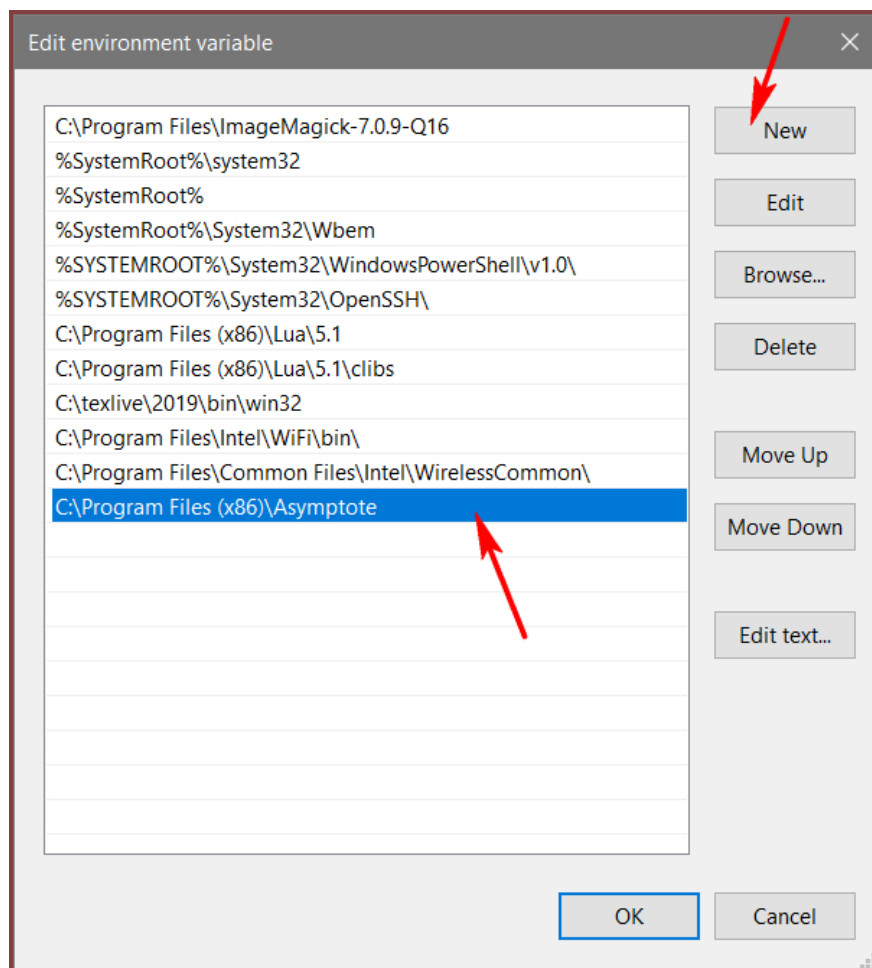 Edit environment variable
C:\Program Files\ImageMagick-7.0.9-Q16
New
%SystemRoot%\system32
%SystemRoot%
Edit
%SystemRoot%\System32\Wbem
%SYSTEMROOT%\System32\WindowsPowerShell\v1.0\
Browse...
%SYSTEMROOT%\System32\OpenSSH\
C:\Program Files (x86)\Lua\5.1
Delete
C:\Program Files (x86)\Lua\5.1\clibs
C:\texlive\2019\bin\win32
C:\Program Files\Intel\WiFi\bin\
Move Up
C:\Program Files\Common Files\Intel\WirelessCommon\
C:\Program Files (x86)\Asymptote
Move Down
Edit text...
OK
Cancel